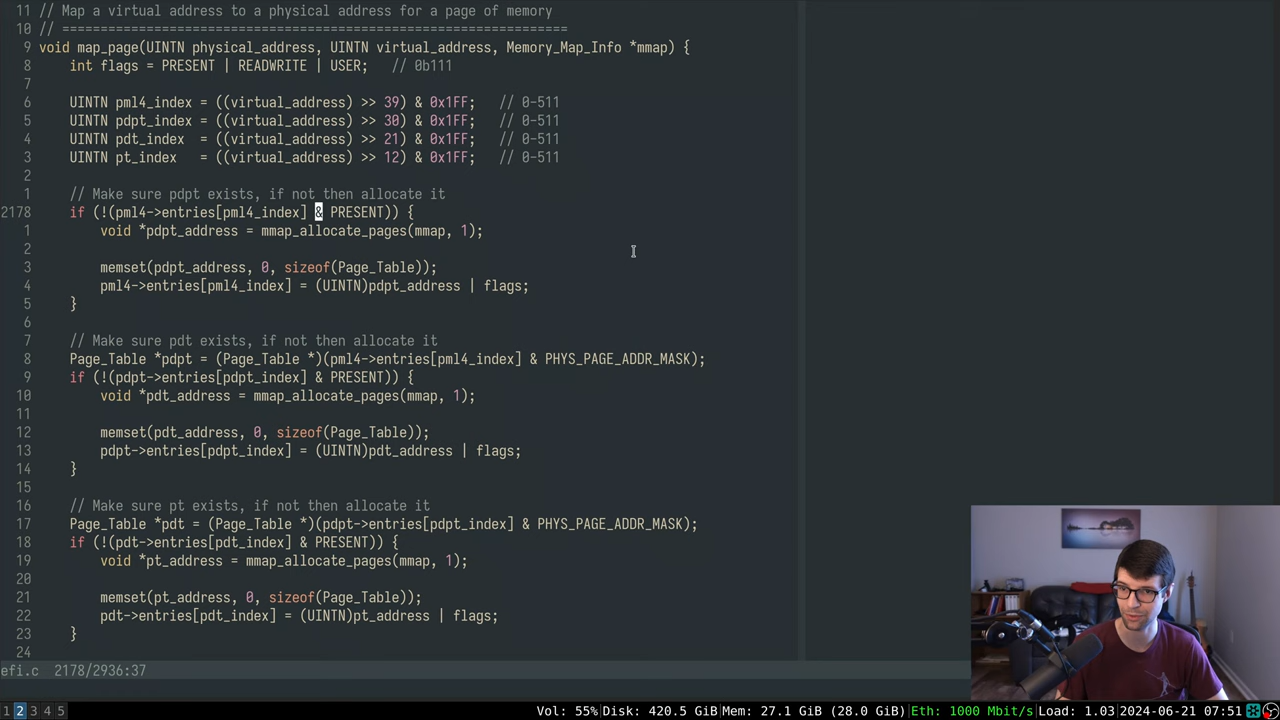 11 // Map a virtual address to a physical address for a page of memory
10 // ==================================================================
9 void map_page(UINTN physical_address, UINTN virtual_address, Memory_Map_Info *mmap) {
8     int flags = PRESENT | READWRITE | USER;   // 0b111
7
6     UINTN pml4_index = ((virtual_address) >> 39) & 0x1FF;   // 0-511
5     UINTN pdpt_index = ((virtual_address) >> 30) & 0x1FF;   // 0-511
4     UINTN pdt_index  = ((virtual_address) >> 21) & 0x1FF;   // 0-511
3     UINTN pt_index   = ((virtual_address) >> 12) & 0x1FF;   // 0-511
2
1     // Make sure pdpt exists, if not then allocate it
2178     if (!(pml4->entries[pml4_index] & PRESENT)) {
1         void *pdpt_address = mmap_allocate_pages(mmap, 1);
2
3         memset(pdpt_address, 0, sizeof(Page_Table));
4         pml4->entries[pml4_index] = (UINTN)pdpt_address | flags;
5     }
6
7     // Make sure pdt exists, if not then allocate it
8     Page_Table *pdpt = (Page_Table *)(pml4->entries[pml4_index] & PHYS_PAGE_ADDR_MASK);
9     if (!(pdpt->entries[pdpt_index] & PRESENT)) {
10         void *pdt_address = mmap_allocate_pages(mmap, 1);
11
12         memset(pdt_address, 0, sizeof(Page_Table));
13         pdpt->entries[pdpt_index] = (UINTN)pdt_address | flags;
14     }
15
16     // Make sure pt exists, if not then allocate it
17     Page_Table *pdt = (Page_Table *)(pdpt->entries[pdpt_index] & PHYS_PAGE_ADDR_MASK);
18     if (!(pdt->entries[pdt_index] & PRESENT)) {
19         void *pt_address = mmap_allocate_pages(mmap, 1);
20
21         memset(pt_address, 0, sizeof(Page_Table));
22         pdt->entries[pdt_index] = (UINTN)pt_address | flags;
23     }
24
efi.c  2178/2936:37
1 2 3 4 5 Vol: 55% Disk: 420.5 GiB Mem: 27.1 GiB (28.0 GiB) Eth: 1000 Mbit/s Load: 1.03 2024-06-21 07:51